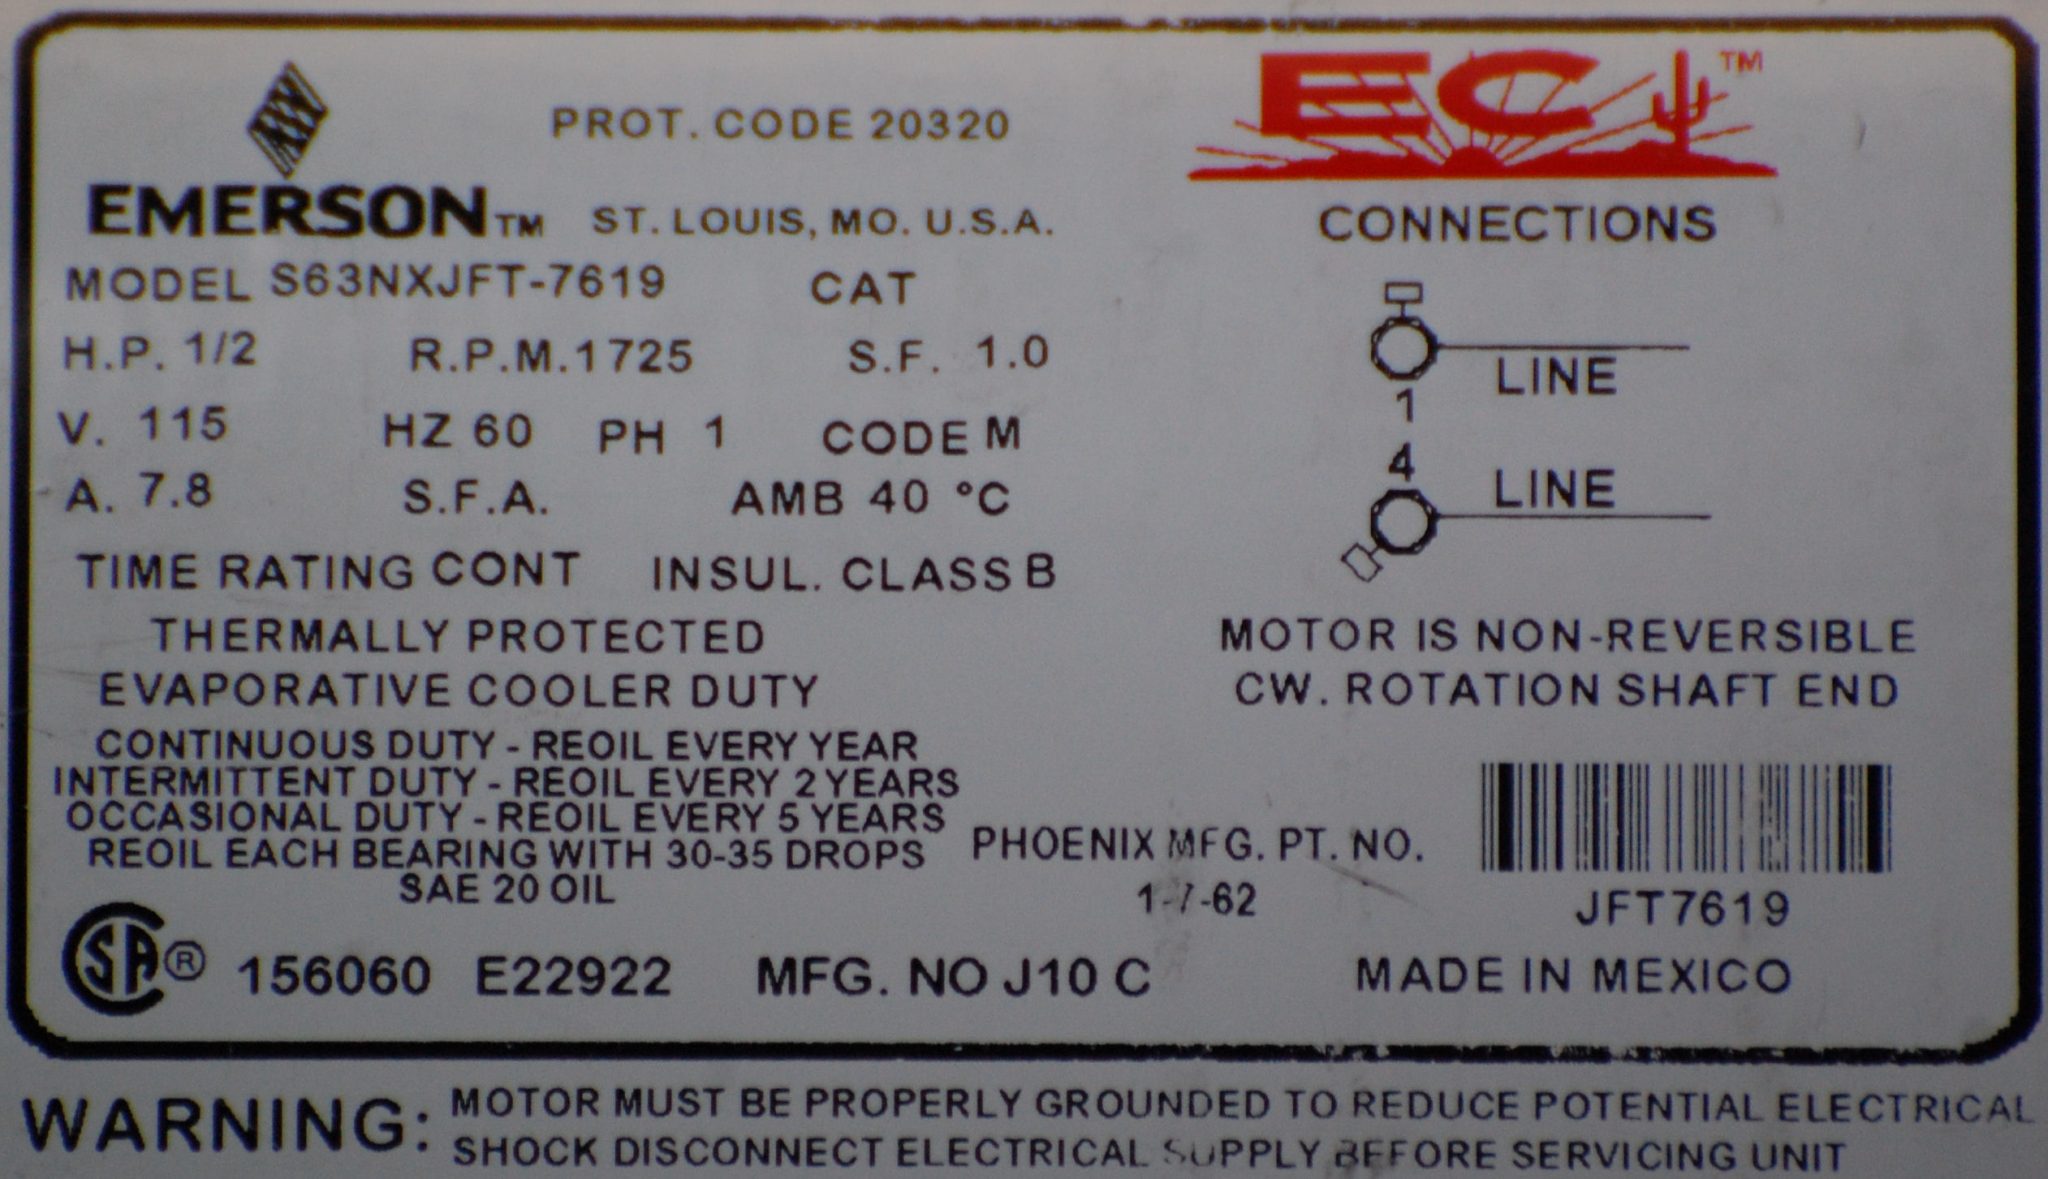 PROT. CODE 20320
EC™
EMERSON™ ST. LOUIS, MO. U.S.A.
CONNECTIONS
MODEL S63NXJFT-7619 CAT
H.P. 1/2 R.P.M. 1725 S.F. 1.0
LINE
1
V. 115 HZ 60 PH 1 CODE M
4
LINE
A. 7.8 S.F.A. AMB 40 °C
TIME RATING CONT INSUL. CLASS B
THERMALLY PROTECTED
EVAPORATIVE COOLER DUTY
MOTOR IS NON-REVERSIBLE
CW. ROTATION SHAFT END
CONTINUOUS DUTY - REOIL EVERY YEAR
INTERMITTENT DUTY - REOIL EVERY 2 YEARS
OCCASIONAL DUTY - REOIL EVERY 5 YEARS
REOIL EACH BEARING WITH 30-35 DROPS
SAE 20 OIL
PHOENIX MFG. PT. NO.
1-7-62
JFT7619
SA® 156060 E22922 MFG. NO J10 C
MADE IN MEXICO
WARNING: MOTOR MUST BE PROPERLY GROUNDED TO REDUCE POTENTIAL ELECTRICAL
SHOCK DISCONNECT ELECTRICAL SUPPLY BEFORE SERVICING UNIT